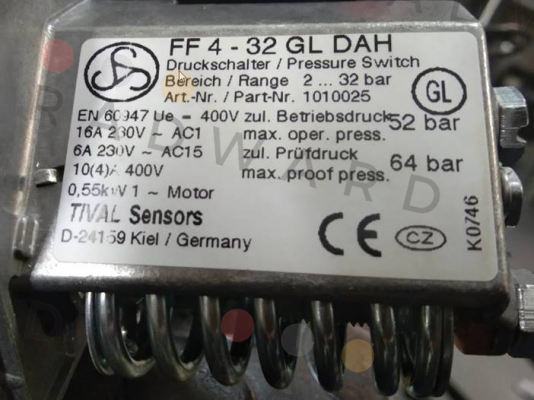 FF 4 - 32 GL DAH
Druckschalter / Pressure Switch
Bereich / Range 2 ... 32 bar
Art.-Nr. / Part-Nr. 1010025
GL
EN 60947 Ue = 400V zul. Betriebsdruck 52 bar
16A 230V ~ AC1 max. oper. press.
6A 230V ~ AC15 zul. Prüfdruck 64 bar
10(4)A 400V max. proof press.
0,55kW 1 ~ Motor
TIVAL Sensors
D-24159 Kiel / Germany
CE
CZ
K0746
RADWARD